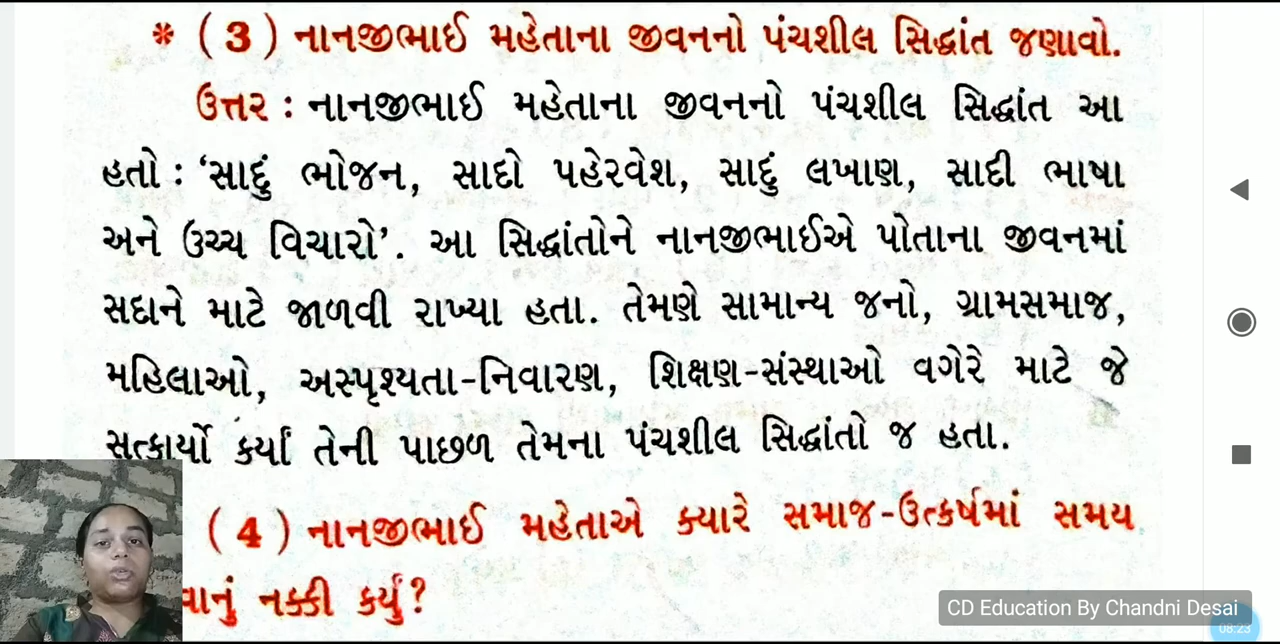 * ( 3 ) નાનજીભાઈ મહેતાના જીવનનો પંચશીલ સિદ્ધાંત જણાવો.
ઉત્તર : નાનજીભાઈ મહેતાના જીવનનો પંચશીલ સિદ્ધાંત આ
હતો : ‘સાદું ભોજન, સાદો પહેરવેશ, સાદું લખાણ, સાદી ભાષા
અને ઉચ્ચ વિચારો’. આ સિદ્ધાંતોને નાનજીભાઈએ પોતાના જીવનમાં
સદાને માટે જાળવી રાખ્યા હતા. તેમણે સામાન્ય જનો, ગ્રામસમાજ,
મહિલાઓ, અસ્પૃશ્યતા-નિવારણ, શિક્ષણ-સંસ્થાઓ વગેરે માટે જે
સત્કાર્યો કર્યાં તેની પાછળ તેમના પંચશીલ સિદ્ધાંતો જ હતા.
( 4 ) નાનજીભાઈ મહેતાએ ક્યારે સમાજ-ઉત્કર્ષમાં સમય
વાનું નક્કી કર્યું?
CD Education By Chandni Desai
08:23